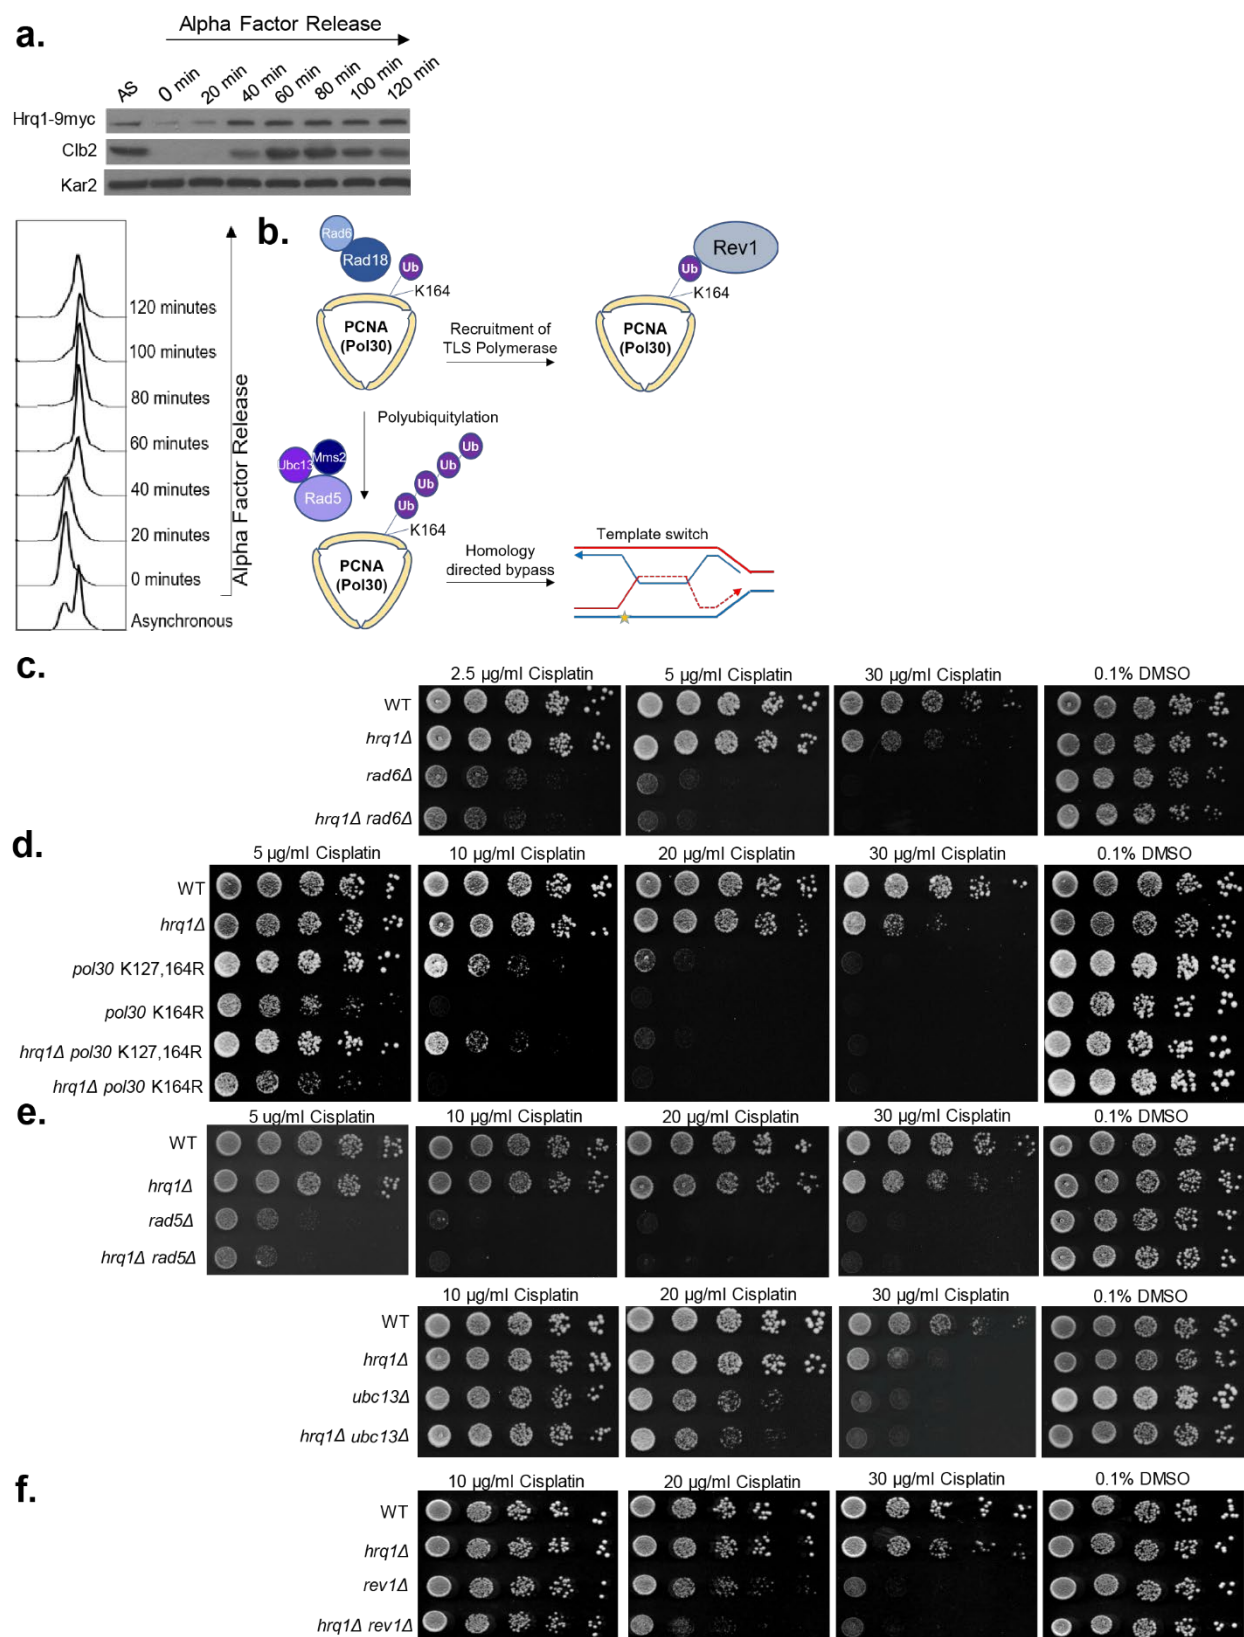 a.
Alpha Factor Release
AS 0 min 20 min 40 min 60 min 80 min 100 min 120 min
Hrq1-9myc
Clb2
Kar2
120 minutes
100 minutes
80 minutes
60 minutes
40 minutes
20 minutes
0 minutes
Asynchronous
Alpha Factor Release
b.
Rad6
Rad18
Ub
K164
PCNA
(Pol30)
Recruitment of
TLS Polymerase
Rev1
Ub
K164
PCNA
(Pol30)
Polyubiquitylation
Ubc13
Mms2
Rad5
Ub
Ub
Ub
Ub
K164
PCNA
(Pol30)
Homology
directed bypass
Template switch
c.
2.5 µg/ml Cisplatin 5 µg/ml Cisplatin 30 µg/ml Cisplatin 0.1% DMSO
WT
hrq1Δ
rad6Δ
hrq1Δ rad6Δ
d.
5 µg/ml Cisplatin 10 µg/ml Cisplatin 20 µg/ml Cisplatin 30 µg/ml Cisplatin 0.1% DMSO
WT
hrq1Δ
pol30 K127,164R
pol30 K164R
hrq1Δ pol30 K127,164R
hrq1Δ pol30 K164R
e.
5 ug/ml Cisplatin 10 µg/ml Cisplatin 20 µg/ml Cisplatin 30 µg/ml Cisplatin 0.1% DMSO
WT
hrq1Δ
rad5Δ
hrq1Δ rad5Δ
10 µg/ml Cisplatin 20 µg/ml Cisplatin 30 µg/ml Cisplatin 0.1% DMSO
WT
hrq1Δ
ubc13Δ
hrq1Δ ubc13Δ
f.
10 µg/ml Cisplatin 20 µg/ml Cisplatin 30 µg/ml Cisplatin 0.1% DMSO
WT
hrq1Δ
rev1Δ
hrq1Δ rev1Δ